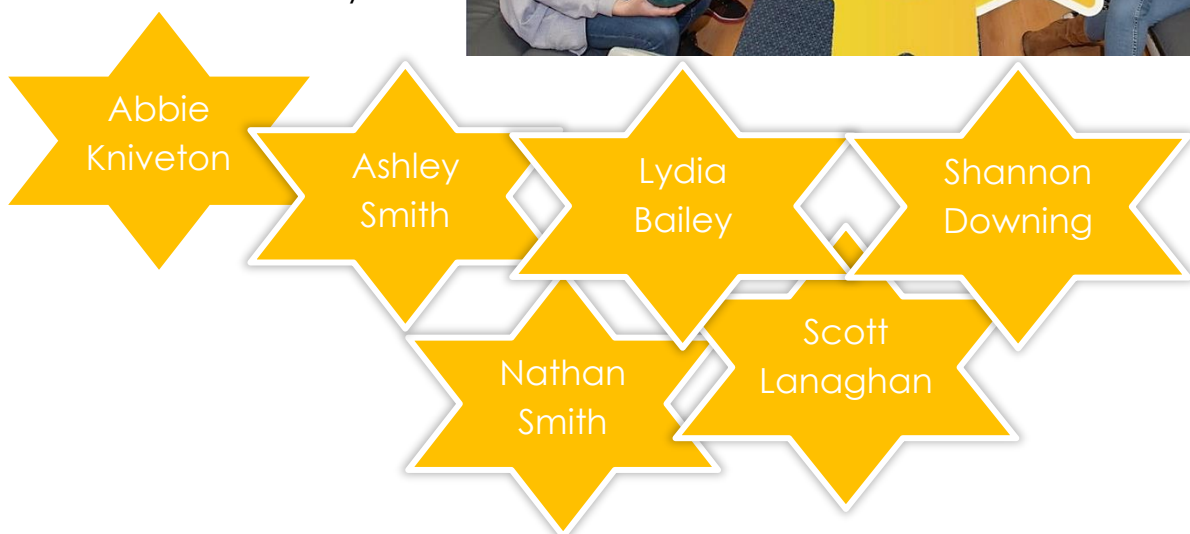 Abbie
Kniveton
Ashley
Smith
Lydia
Bailey
Shannon
Downing
Nathan
Smith
Scott
Lanaghan